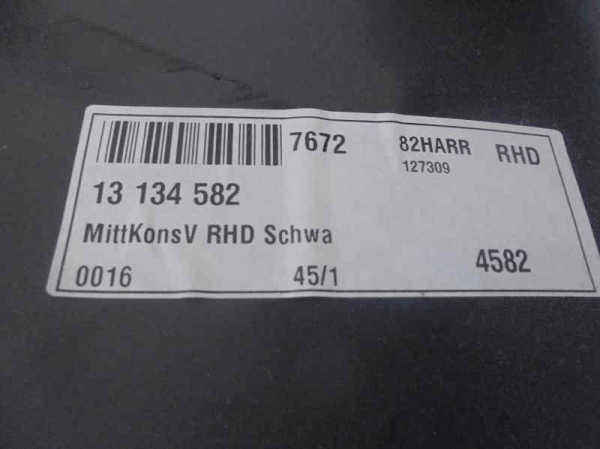 7672 82HARR RHD
127309
13 134 582
MittKonsV RHD Schwa
0016 45/1 4582